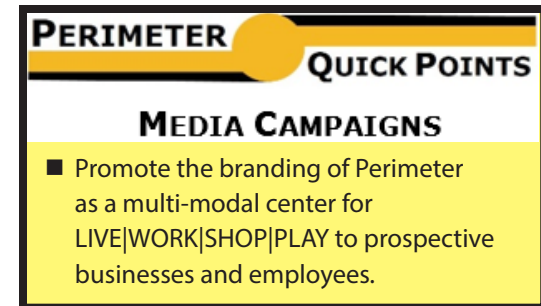 PERIMETER
QUICK POINTS
MEDIA CAMPAIGNS
■ Promote the branding of Perimeter
as a multi-modal center for
LIVE|WORK|SHOP|PLAY to prospective
businesses and employees.